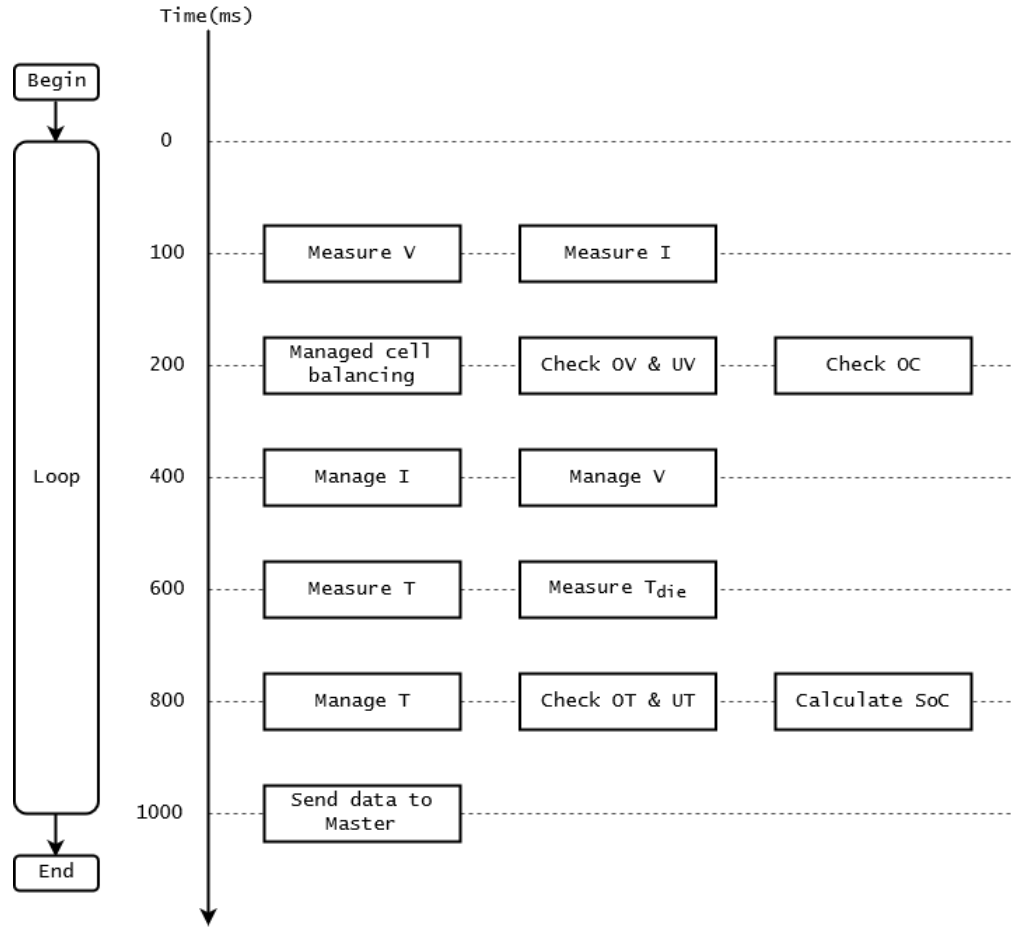 Time(ms)
Begin
0
100
Measure V
Measure I
200
Managed cell
balancing
Check OV & UV
Check OC
Loop
400
Manage I
Manage V
600
Measure T
Measure Tdie
800
Manage T
Check OT & UT
Calculate SoC
1000
Send data to
Master
End